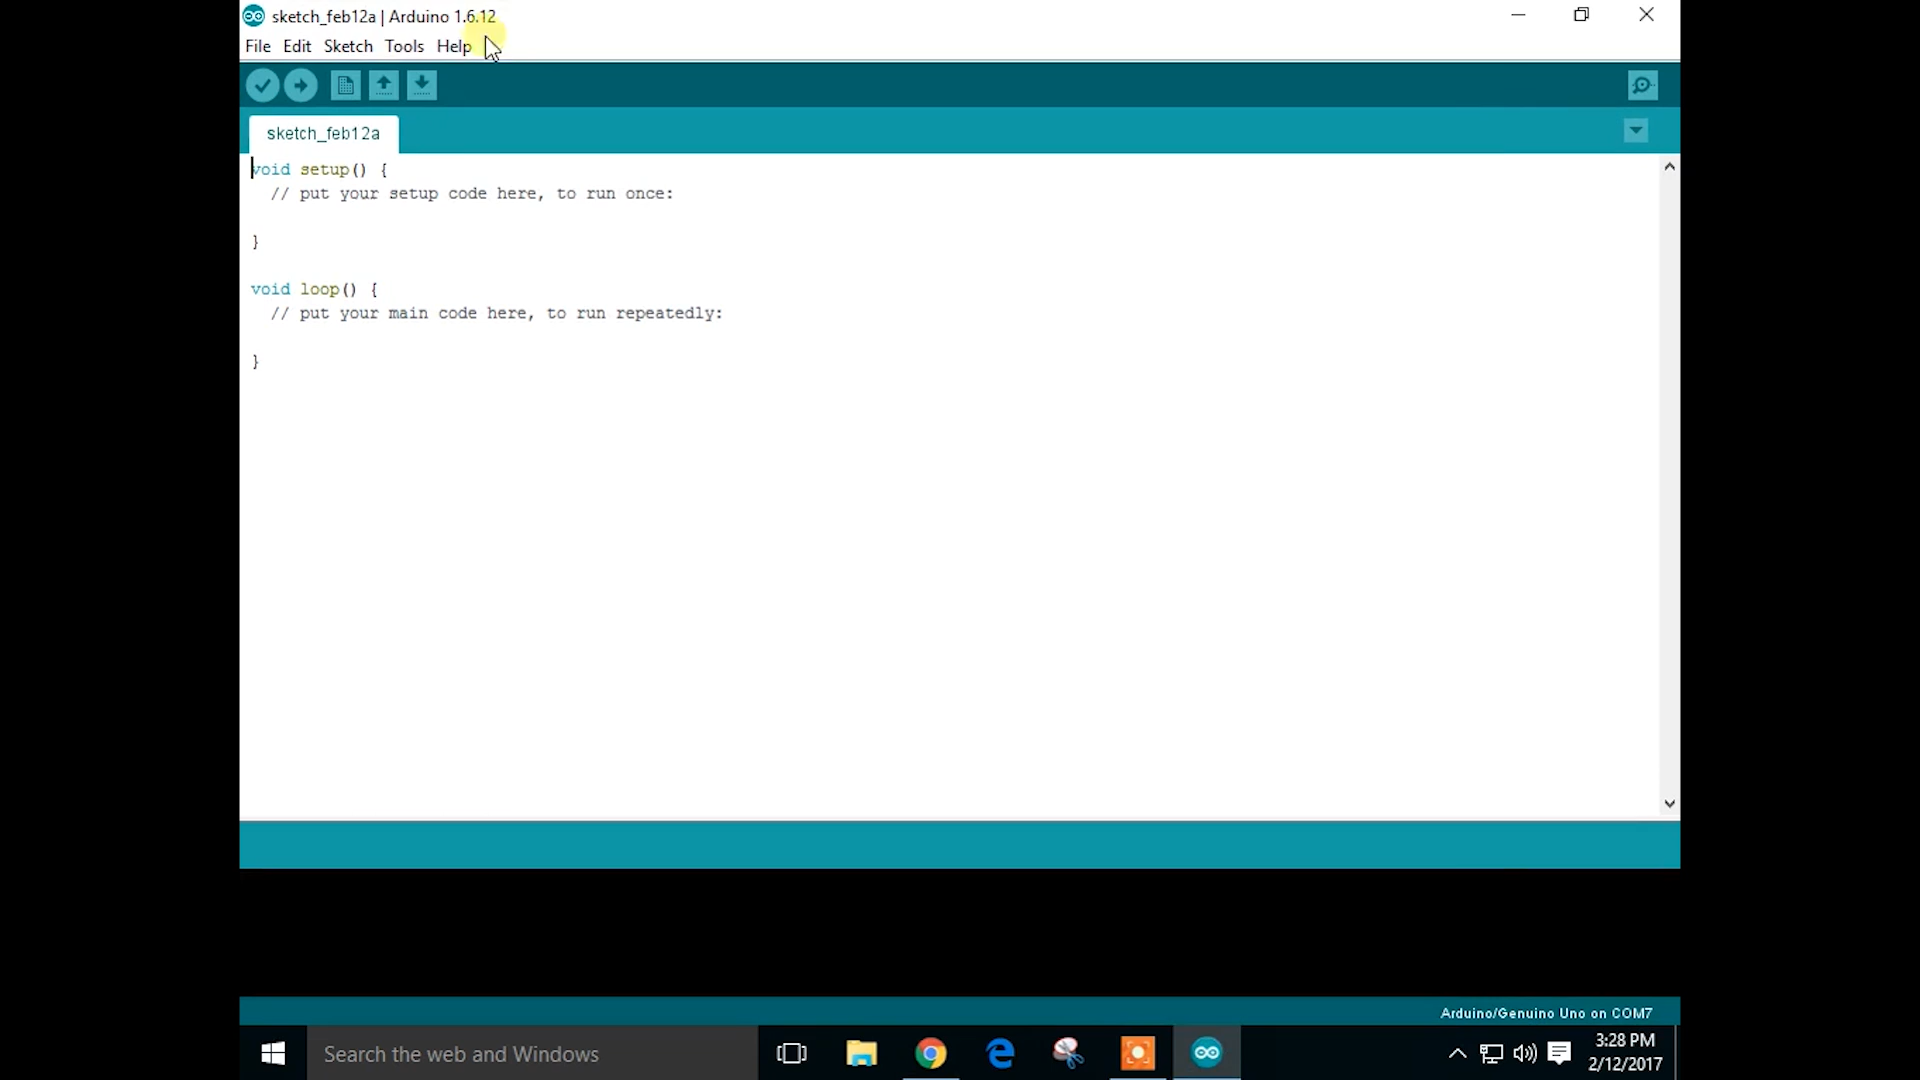 sketch_feb12a | Arduino 1.6.12
File Edit Sketch Tools Help
sketch_feb12a
void setup() {
// put your setup code here, to run once:
}
void loop() {
// put your main code here, to run repeatedly:
}
Arduino/Genuino Uno on COM7
Search the web and Windows
3:28 PM
2/12/2017